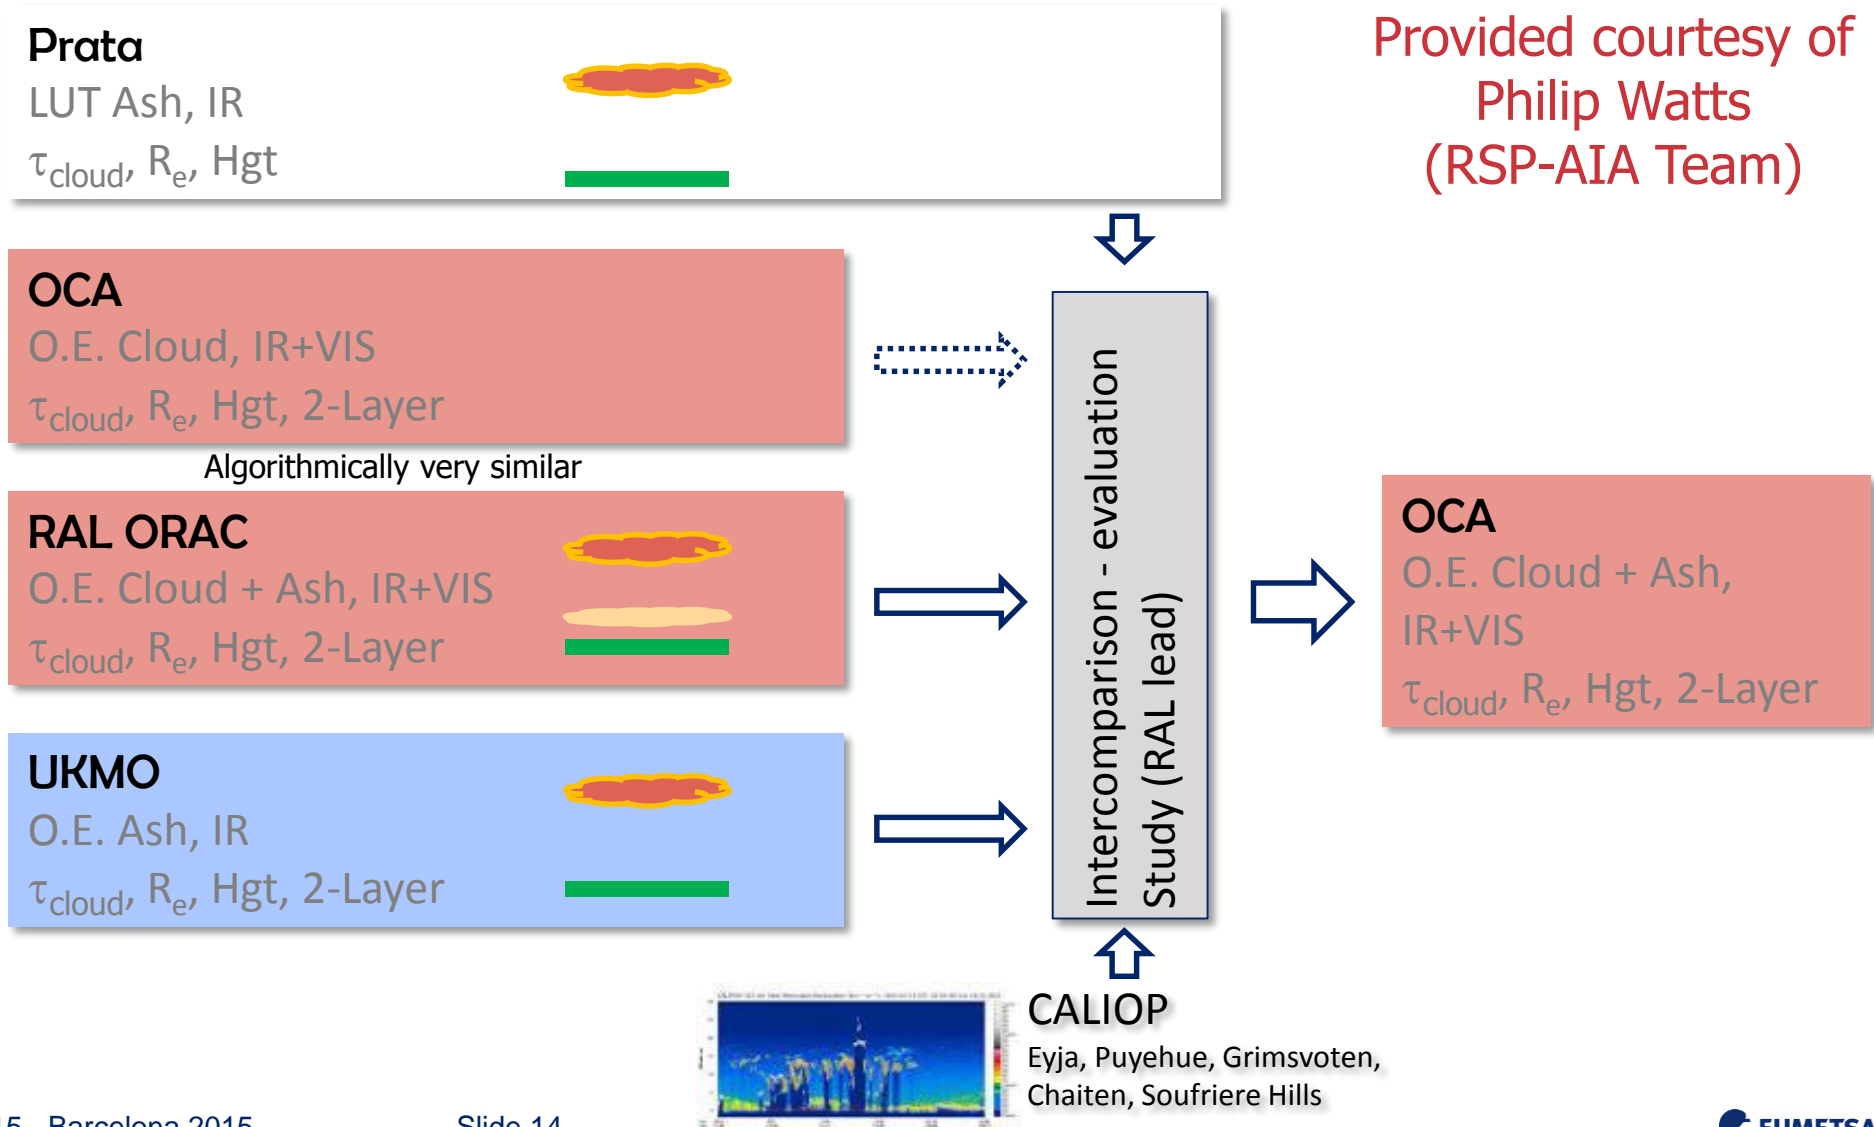 Prata
LUT Ash, IR
τcloud, Re, Hgt
Provided courtesy of
Philip Watts
(RSP-AIA Team)
OCA
O.E. Cloud, IR+VIS
τcloud, Re, Hgt, 2-Layer
Algorithmically very similar
RAL ORAC
O.E. Cloud + Ash, IR+VIS
τcloud, Re, Hgt, 2-Layer
UKMO
O.E. Ash, IR
τcloud, Re, Hgt, 2-Layer
Intercomparison - evaluation
Study (RAL lead)
OCA
O.E. Cloud + Ash,
IR+VIS
τcloud, Re, Hgt, 2-Layer
CALIOP
Eyja, Puyehue, Grimsvoten,
Chaiten, Soufriere Hills
Barcelona 2015
Slide 14